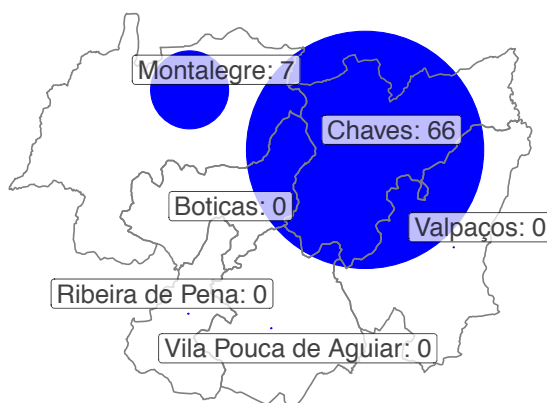 Montalegre: 7
Chaves: 66
Boticas: 0
Valpaços: 0
Ribeira de Pena: 0
Vila Pouca de Aguiar: 0